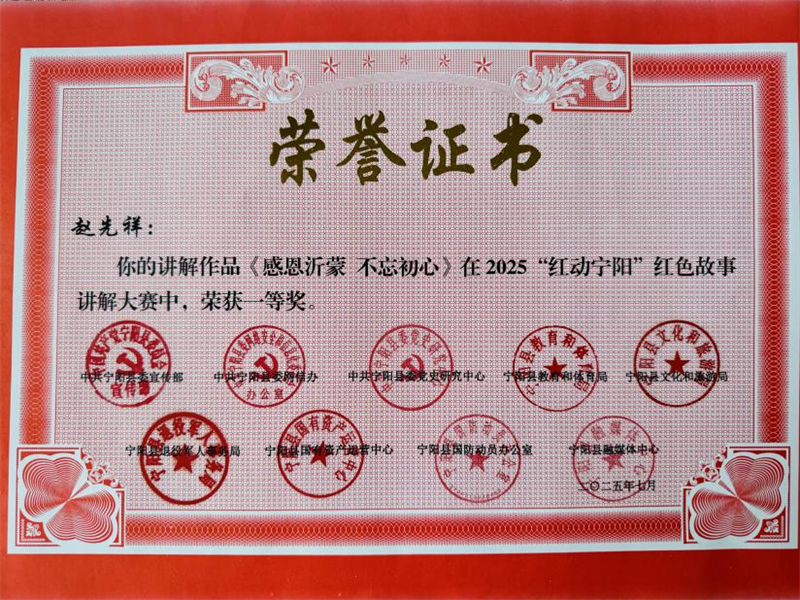 荣誉证书
赵先祥：
你的讲解作品《感恩沂蒙 不忘初心》在2025“红动宁阳”红色故事
讲解大赛中，荣获一等奖。
中共宁阳县委宣传部 中共宁阳县委网信办 中共宁阳县委党史研究中心 宁阳县教育和体育局 宁阳县文化和旅游局
宁阳县退役军人事务局 宁阳县国有资产运营中心 宁阳县国防动员办公室 宁阳县融媒体中心
二〇二五年七月
宣传部
办公室